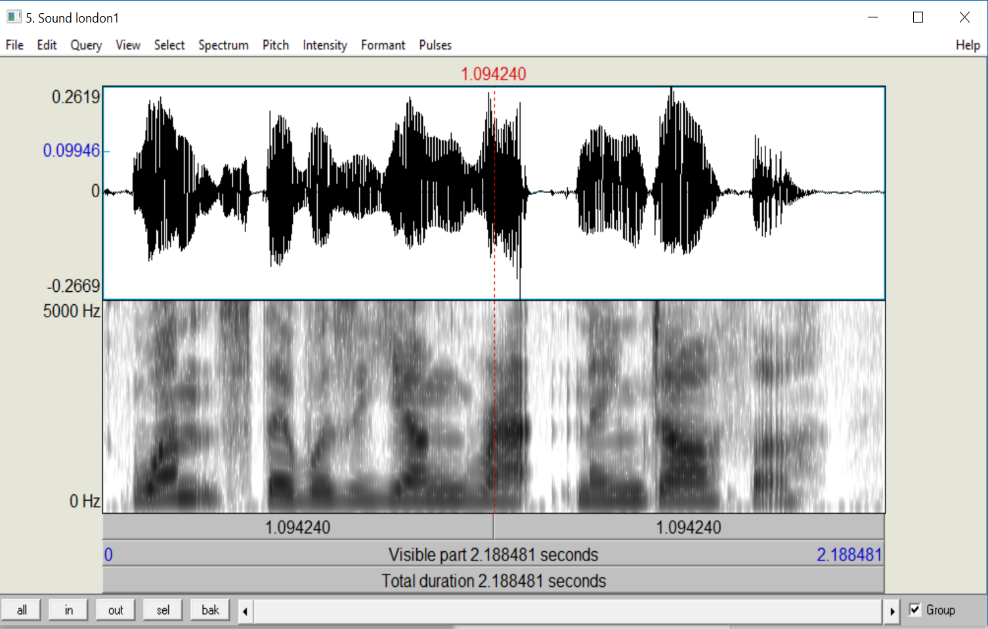 5. Sound london1
File Edit Query View Select Spectrum Pitch Intensity Formant Pulses Help
1.094240
0.2619
0.09946
0
-0.2669
5000 Hz
0 Hz
1.094240 1.094240
0 Visible part 2.188481 seconds 2.188481
Total duration 2.188481 seconds
all in out sel bak Group